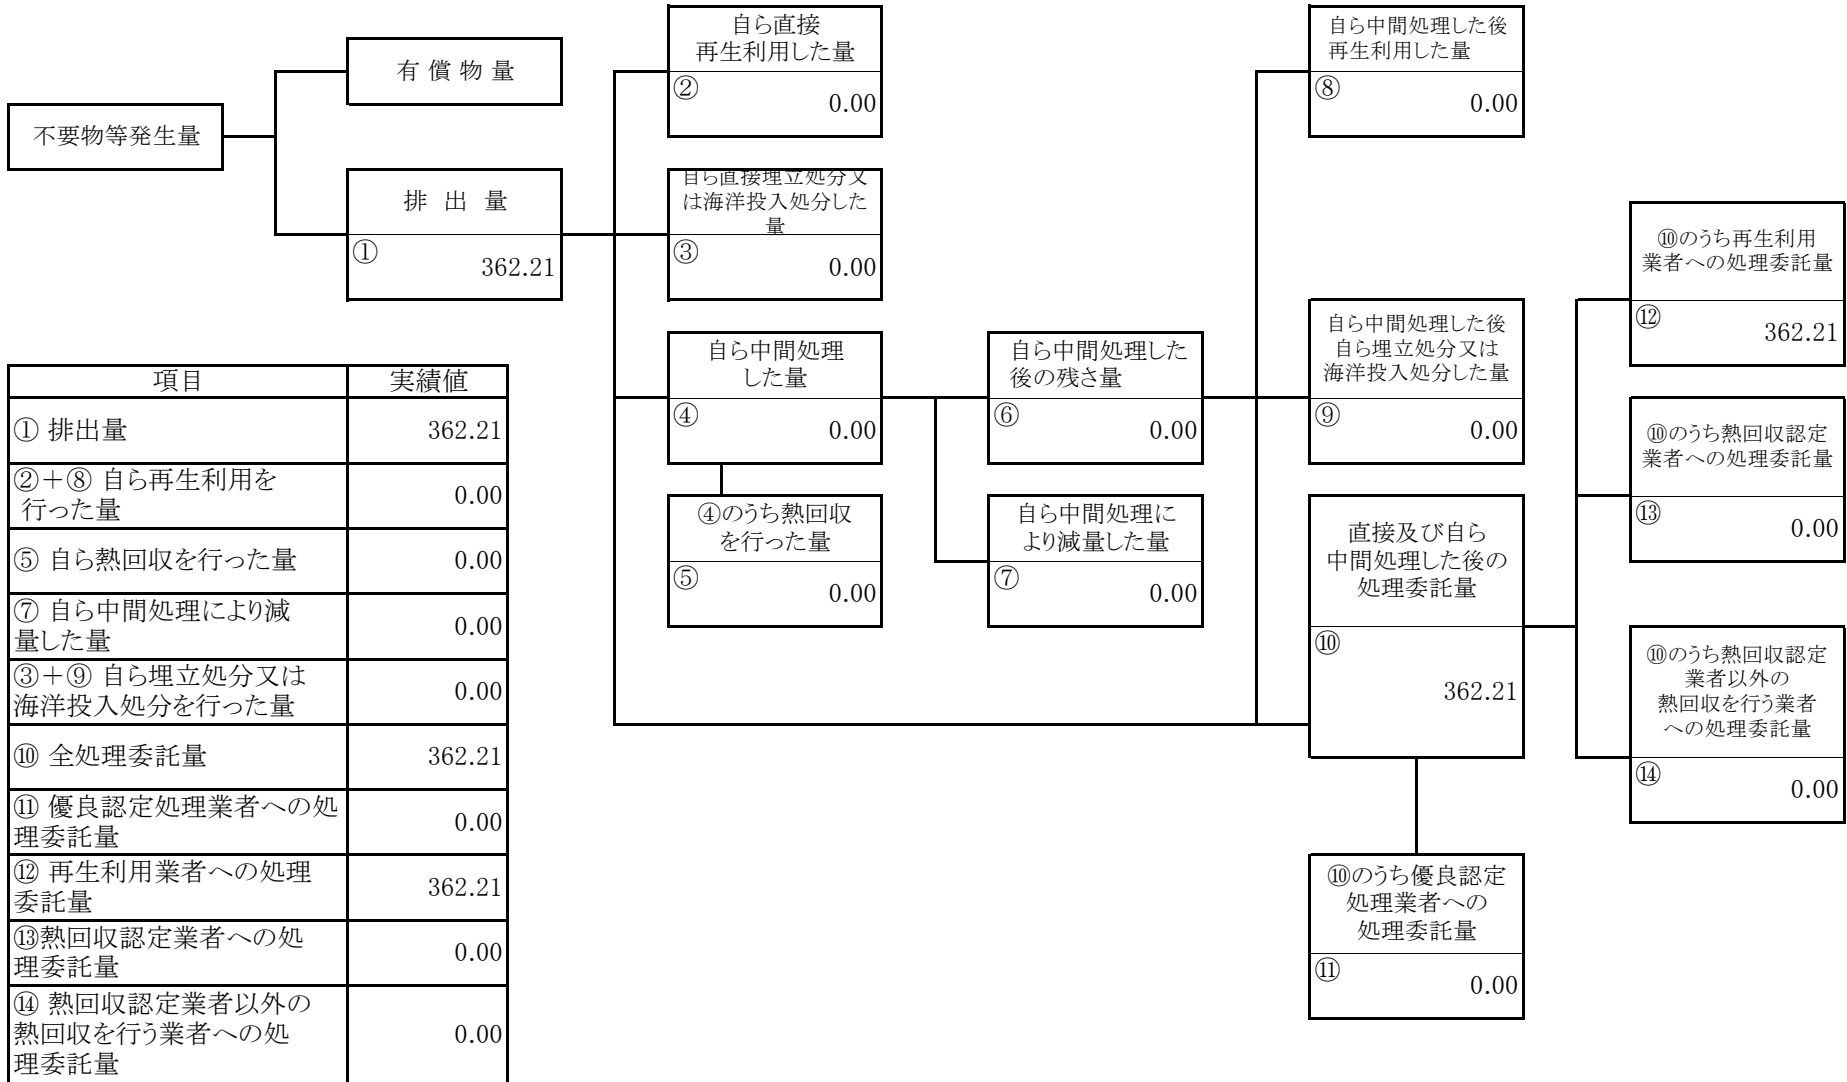 不要物等発生量
有 償 物 量
排 出 量
①
362.21
自ら直接
再生利用した量
②
0.00
自ら直接埋立処分又
は海洋投入処分した
量
③
0.00
自ら中間処理
した量
④
0.00
④のうち熱回収
を行った量
⑤
0.00
自ら中間処理した
後の残さ量
⑥
0.00
自ら中間処理に
より減量した量
⑦
0.00
自ら中間処理した後
再生利用した量
⑧
0.00
自ら中間処理した後
自ら埋立処分又は
海洋投入処分した量
⑨
0.00
直接及び自ら
中間処理した後の
処理委託量
⑩
362.21
⑩のうち優良認定
処理業者への
処理委託量
⑪
0.00
⑩のうち再生利用
業者への処理委託量
⑫
362.21
⑩のうち熱回収認定
業者への処理委託量
⑬
0.00
⑩のうち熱回収認定
業者以外の
熱回収を行う業者
への処理委託量
⑭
0.00
項目 実績値
① 排出量 362.21
②＋⑧ 自ら再生利用を
行った量 0.00
⑤ 自ら熱回収を行った量 0.00
⑦ 自ら中間処理により減
量した量 0.00
③＋⑨ 自ら埋立処分又は
海洋投入処分を行った量 0.00
⑩ 全処理委託量 362.21
⑪ 優良認定処理業者への処
理委託量 0.00
⑫ 再生利用業者への処理
委託量 362.21
⑬熱回収認定業者への処
理委託量 0.00
⑭ 熱回収認定業者以外の
熱回収を行う業者への処
理委託量 0.00